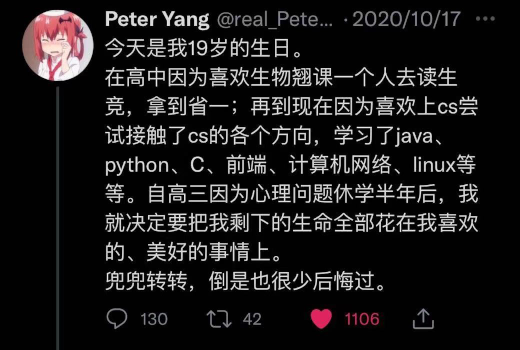 Peter Yang @real_Pete... · 2020/10/17 ···
今天是我19岁的生日。
在高中因为喜欢生物翘课一个人去读生
竞，拿到省一；再到现在因为喜欢上cs尝
试接触了cs的各个方向，学习了java、
python、C、前端、计算机网络、linux等
等。自高三因为心理问题休学半年后，我
就决定要把我剩下的生命全部花在我喜欢
的、美好的事情上。
兜兜转转，倒是也很少后悔过。
130 42 1106